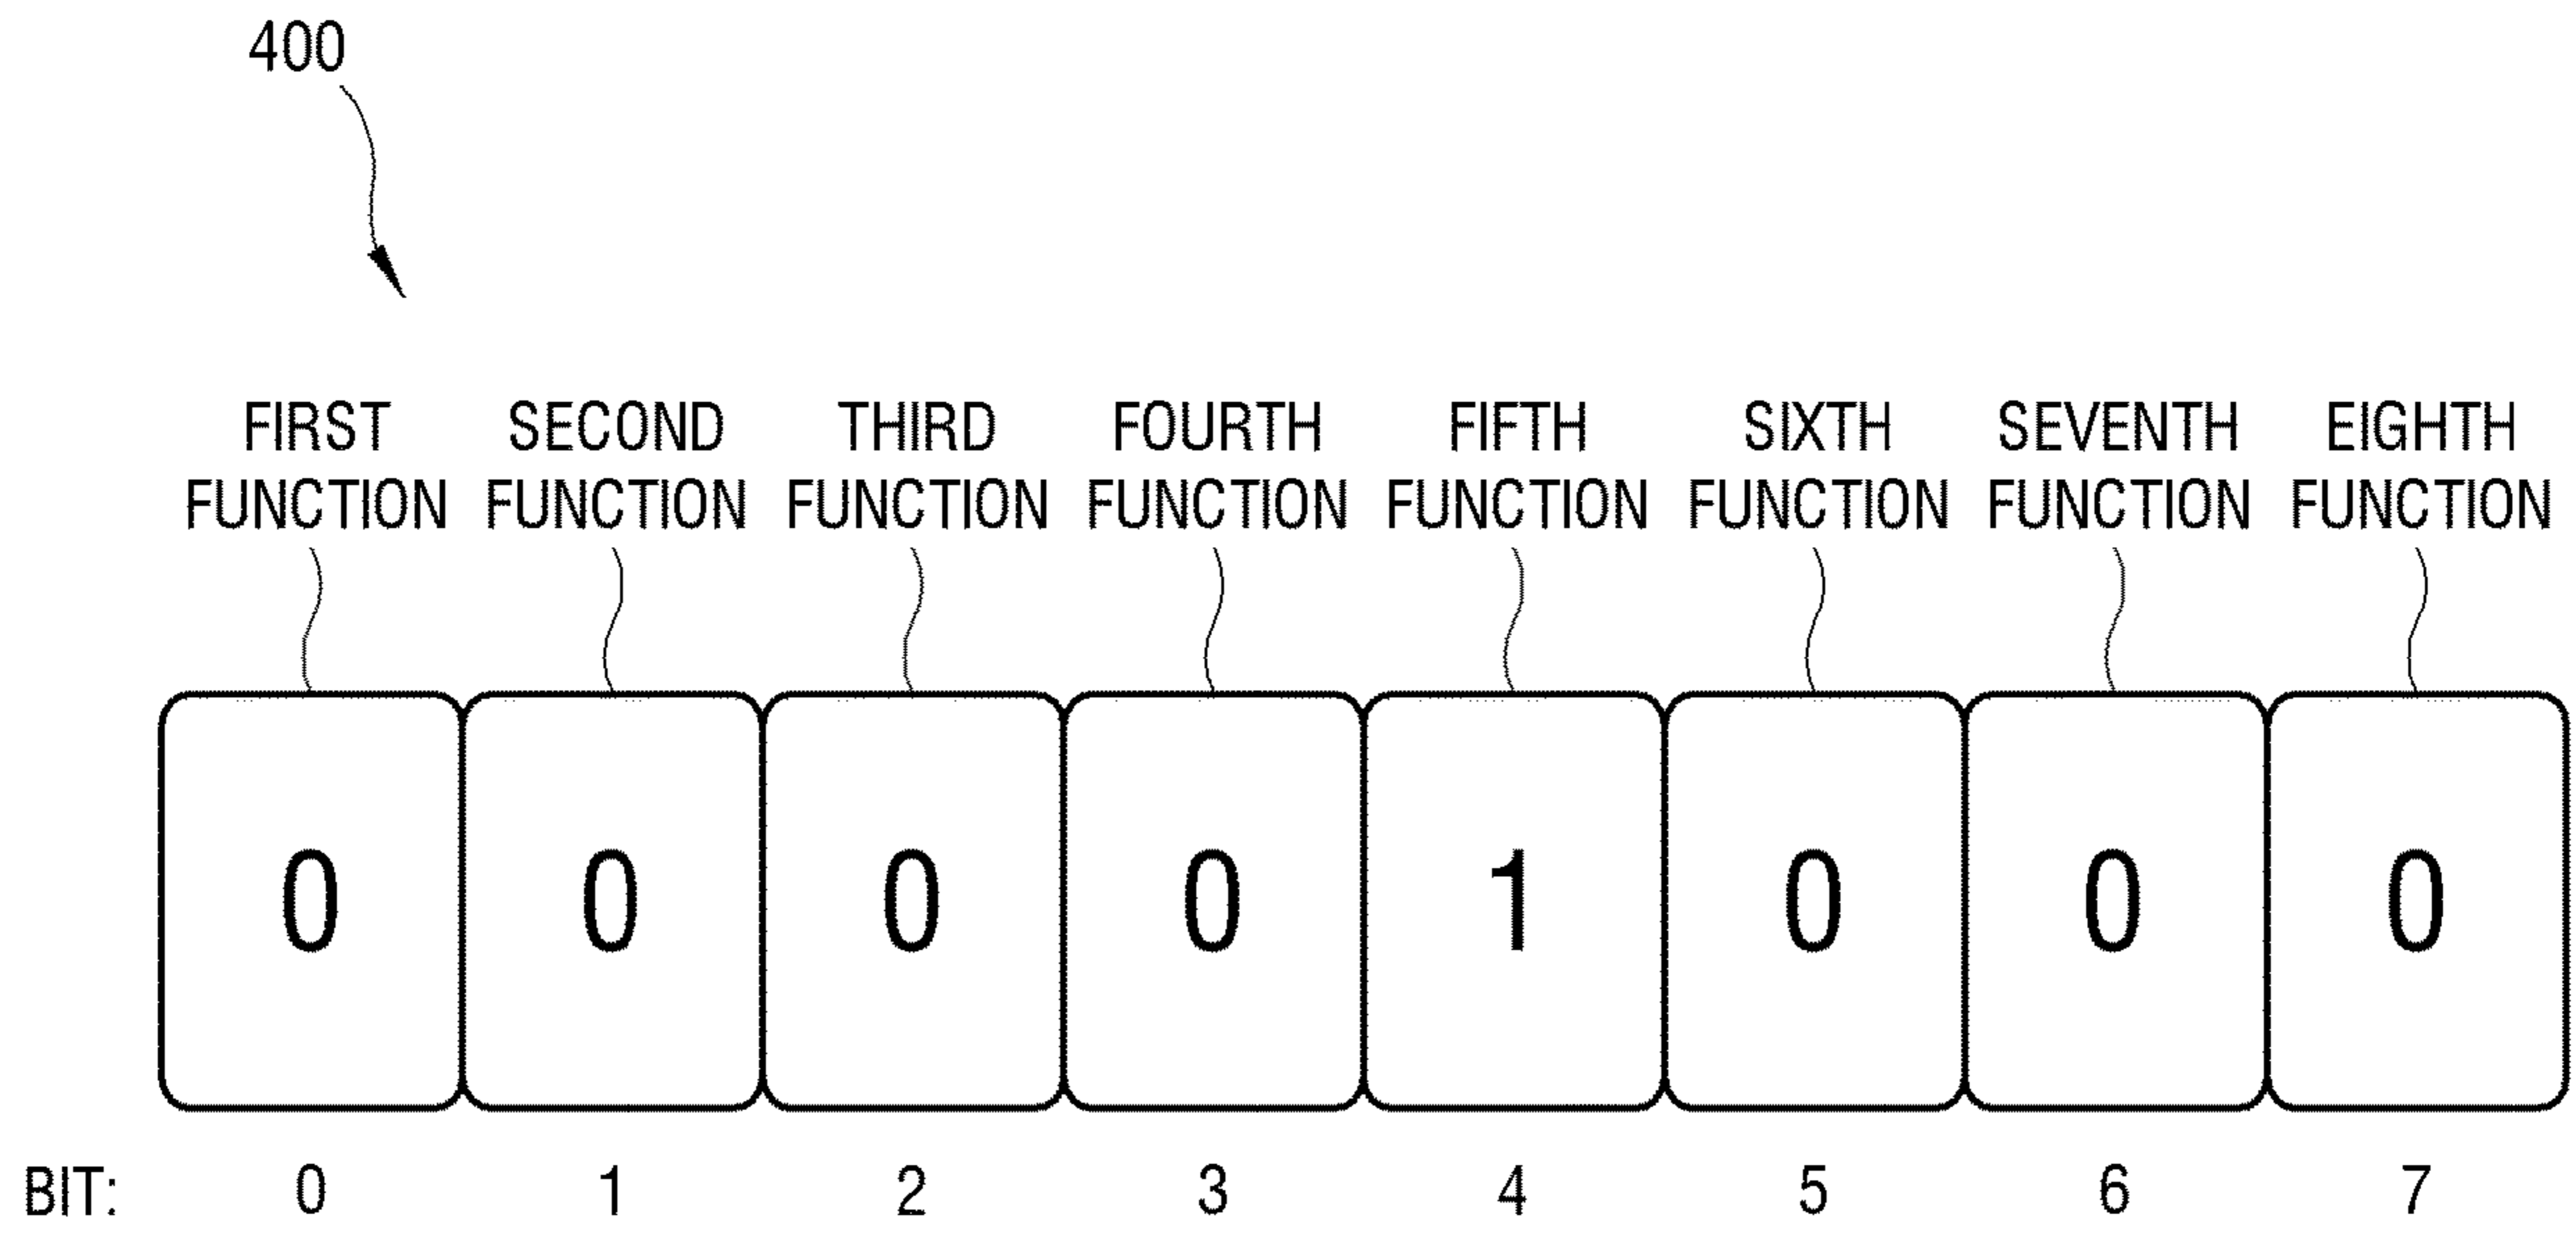 400
FIRST SECOND THIRD FOURTH FIFTH SIXTH SEVENTH EIGHTH
FUNCTION FUNCTION FUNCTION FUNCTION FUNCTION FUNCTION FUNCTION FUNCTION
0 0 0 0 1 0 0 0
BIT: 0 1 2 3 4 5 6 7